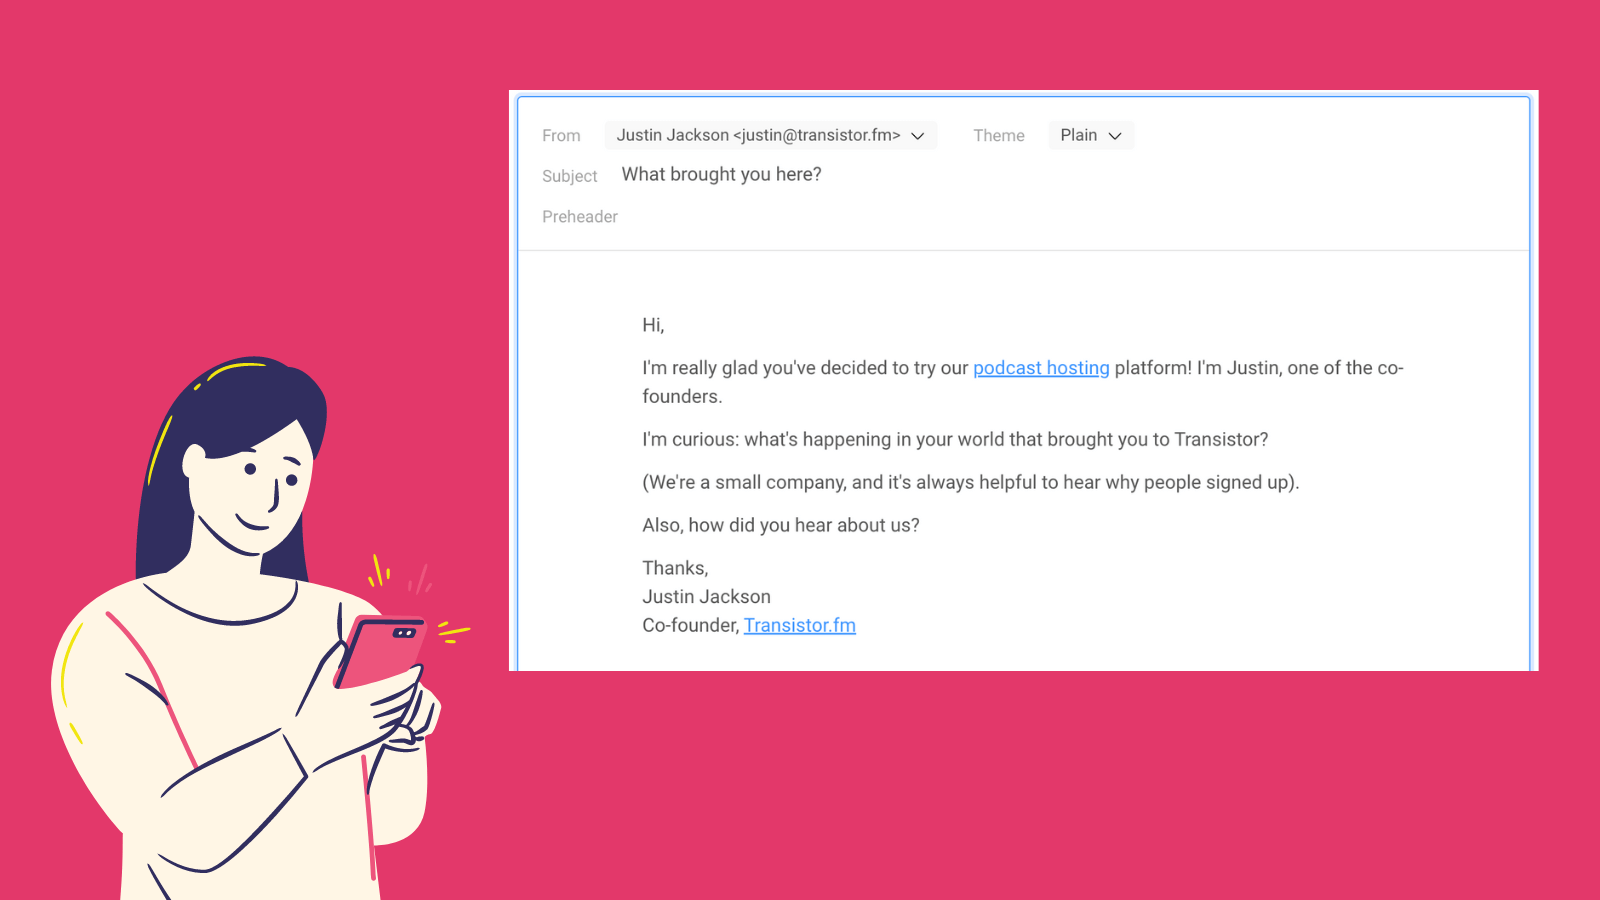 From Justin Jackson <justin@transistor.fm> Theme Plain
Subject What brought you here?
Preheader
Hi,
I'm really glad you've decided to try our podcast hosting platform! I'm Justin, one of the co-
founders.
I'm curious: what's happening in your world that brought you to Transistor?
(We're a small company, and it's always helpful to hear why people signed up).
Also, how did you hear about us?
Thanks,
Justin Jackson
Co-founder, Transistor.fm